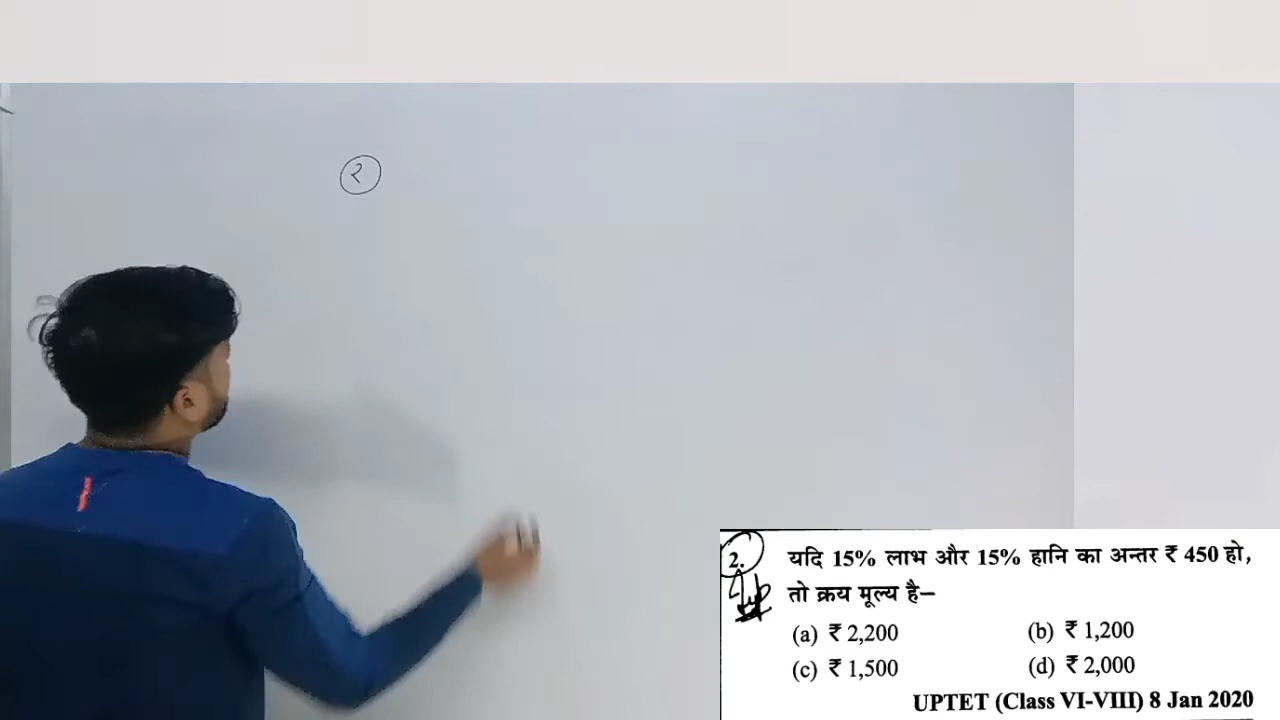 २
2. यदि 15% लाभ और 15% हानि का अन्तर ₹ 450 हो,
तो क्रय मूल्य है–
(a) ₹ 2,200 (b) ₹ 1,200
(c) ₹ 1,500 (d) ₹ 2,000
UPTET (Class VI-VIII) 8 Jan 2020